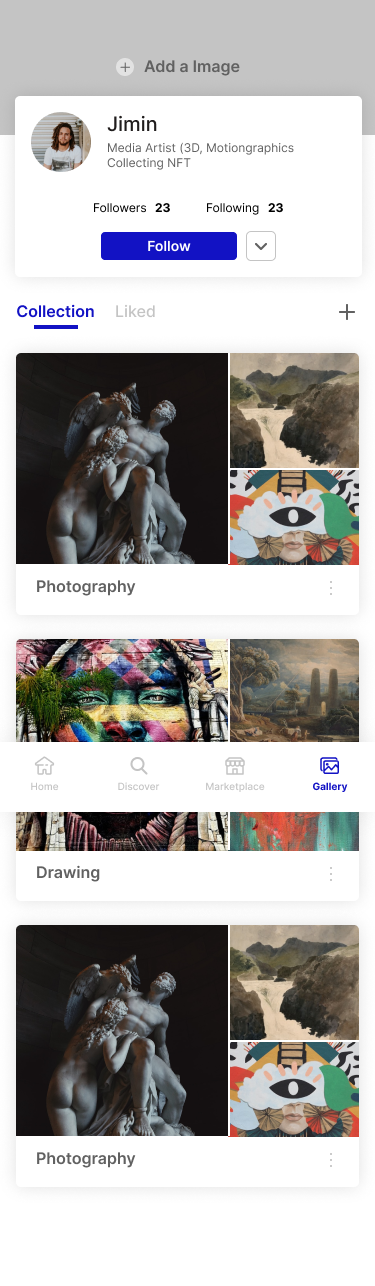 Add a Image
Jimin
Media Artist (3D, Motiongraphics
Collecting NFT
Followers 23 Following 23
Follow
Collection Liked
Photography
Home Discover Marketplace Gallery
Drawing
Photography